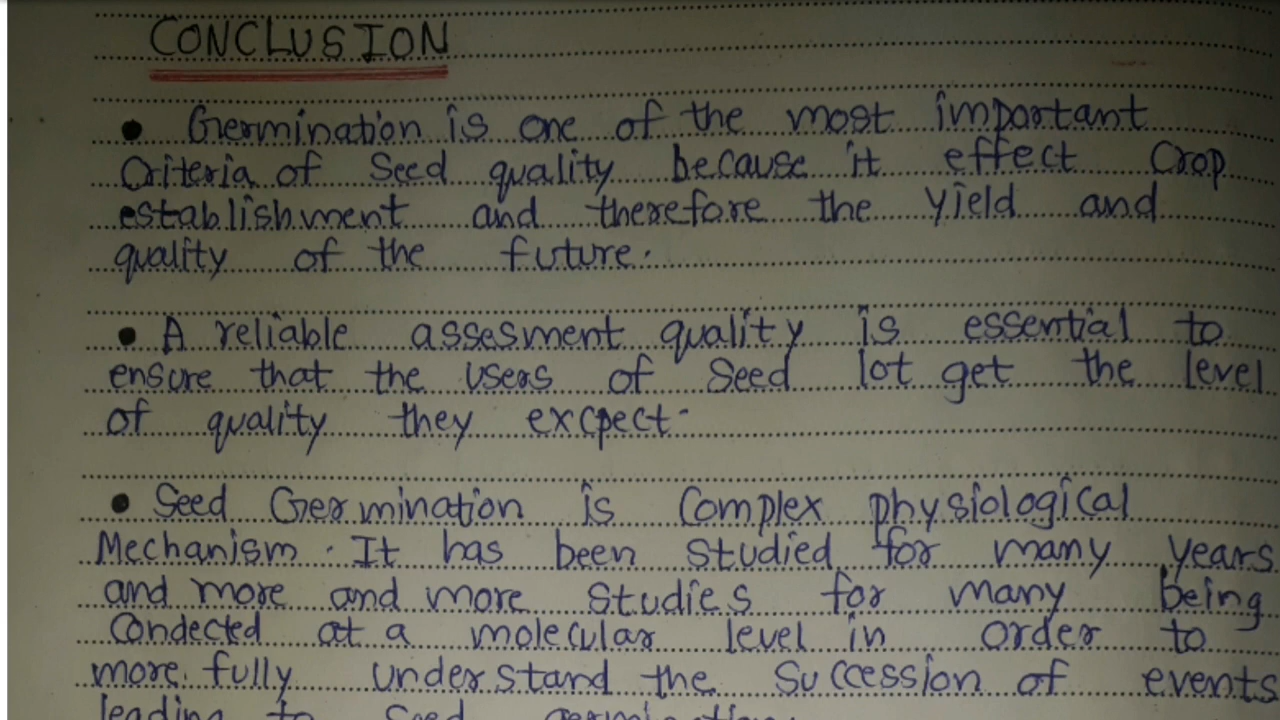 CONCLUSION
• Germination is one of the most important
Criteria of Seed quality because it effect Crop
establishment and therefore the yield and
quality of the future.
• A reliable assesment quality is essential to
ensure that the users of Seed lot get the level
of quality they excpect.
• Seed Germination is Complex physiological
Mechanism. It has been studied for many years
and more and more studies for many being
Condected at a molecular level in order to
more fully understand the Succession of events
leading to Seed germination.